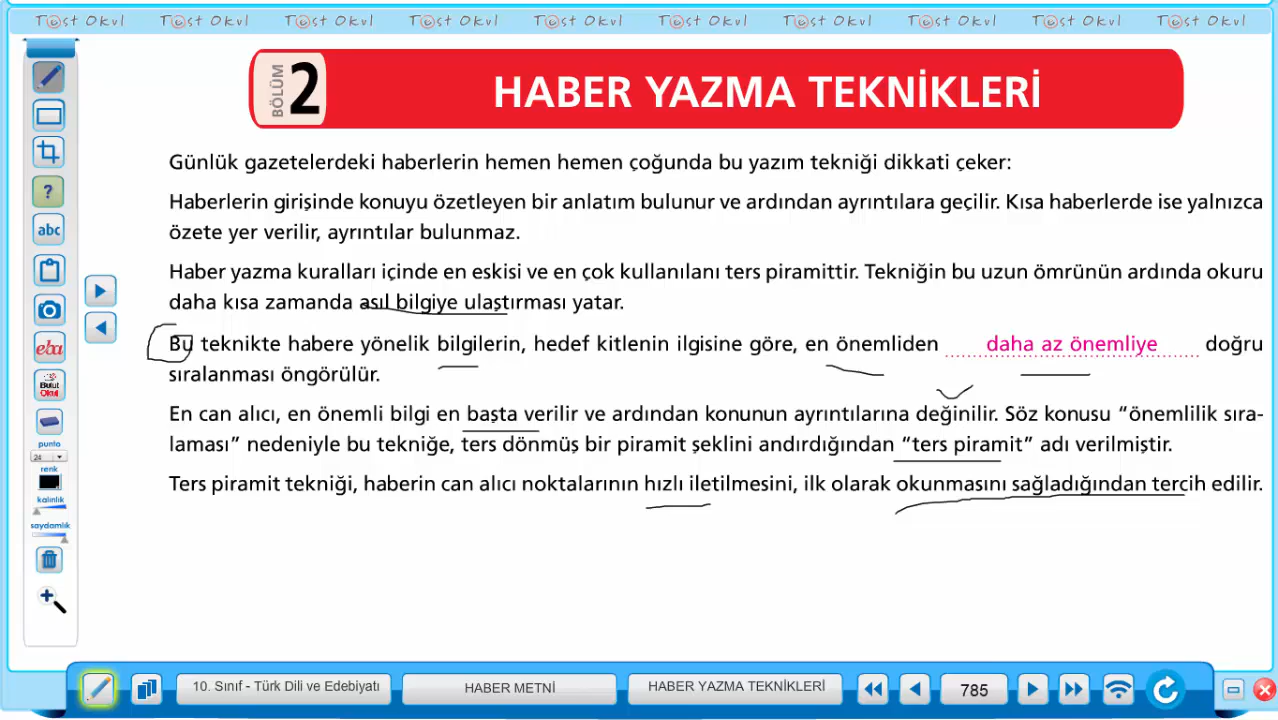 Test Okul Test Okul Test Okul Test Okul Test Okul Test Okul Test Okul Test Okul Test Okul Test Okul
BÖLÜM 2 HABER YAZMA TEKNİKLERİ
Günlük gazetelerdeki haberlerin hemen hemen çoğunda bu yazım tekniği dikkati çeker:
Haberlerin girişinde konuyu özetleyen bir anlatım bulunur ve ardından ayrıntılara geçilir. Kısa haberlerde ise yalnızca
özete yer verilir, ayrıntılar bulunmaz.
Haber yazma kuralları içinde en eskisi ve en çok kullanılanı ters piramittir. Tekniğin bu uzun ömrünün ardında okuru
daha kısa zamanda asıl bilgiye ulaştırması yatar.
Bu teknikte habere yönelik bilgilerin, hedef kitlenin ilgisine göre, en önemliden daha az önemliye doğru
sıralanması öngörülür.
En can alıcı, en önemli bilgi en başta verilir ve ardından konunun ayrıntılarına değinilir. Söz konusu “önemlilik sıra-
laması” nedeniyle bu tekniğe, ters dönmüş bir piramit şeklini andırdığından “ters piramit” adı verilmiştir.
Ters piramit tekniği, haberin can alıcı noktalarının hızlı iletilmesini, ilk olarak okunmasını sağladığından tercih edilir.
?
abc
eba
Bulut
Okul
punto
24
renk
kalınlık
saydamlık
10. Sınıf - Türk Dili ve Edebiyatı HABER METNİ HABER YAZMA TEKNİKLERİ 785